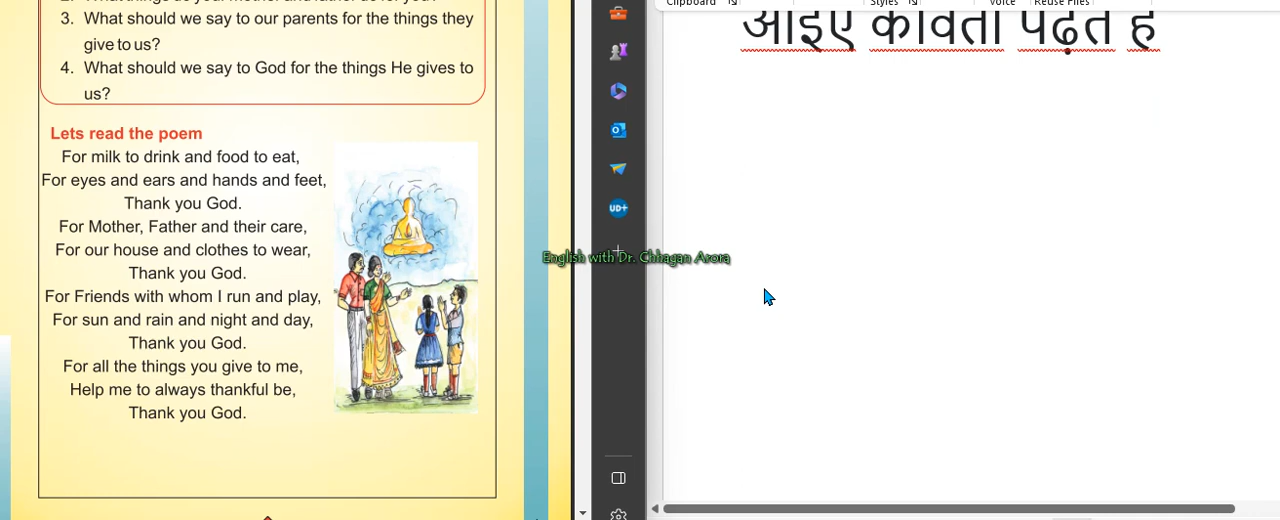 3. What should we say to our parents for the things they
give to us?
4. What should we say to God for the things He gives to
us?
Lets read the poem
For milk to drink and food to eat,
For eyes and ears and hands and feet,
Thank you God.
For Mother, Father and their care,
For our house and clothes to wear,
Thank you God.
For Friends with whom I run and play,
For sun and rain and night and day,
Thank you God.
For all the things you give to me,
Help me to always thankful be,
Thank you God.
English with Dr. Chhagan Arora
Clipboard
Styles
Voice
Reuse Files
UD+